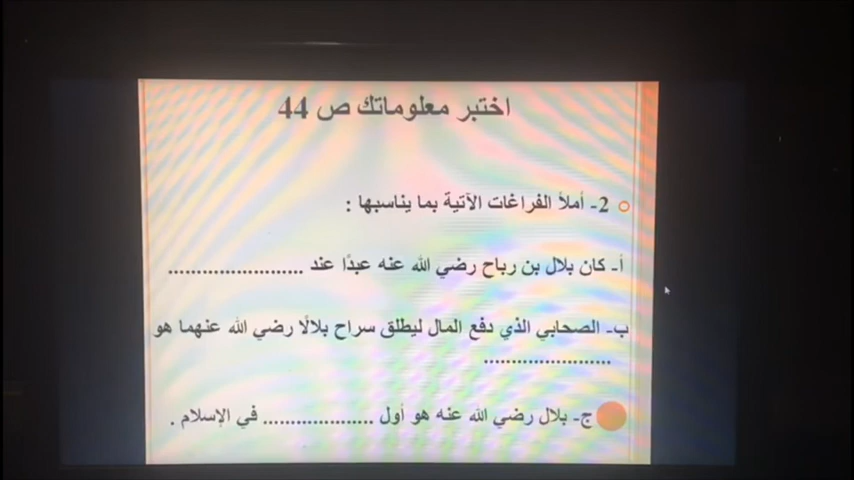 اختبر معلوماتك ص 44
2- أملأ الفراغات الآتية بما يناسبها :
أ- كان بلال بن رباح رضي الله عنه عبدًا عند ........................
ب- الصحابي الذي دفع المال ليطلق سراح بلالًا رضي الله عنهما هو
......................
ج- بلال رضي الله عنه هو أول .................... في الإسلام .